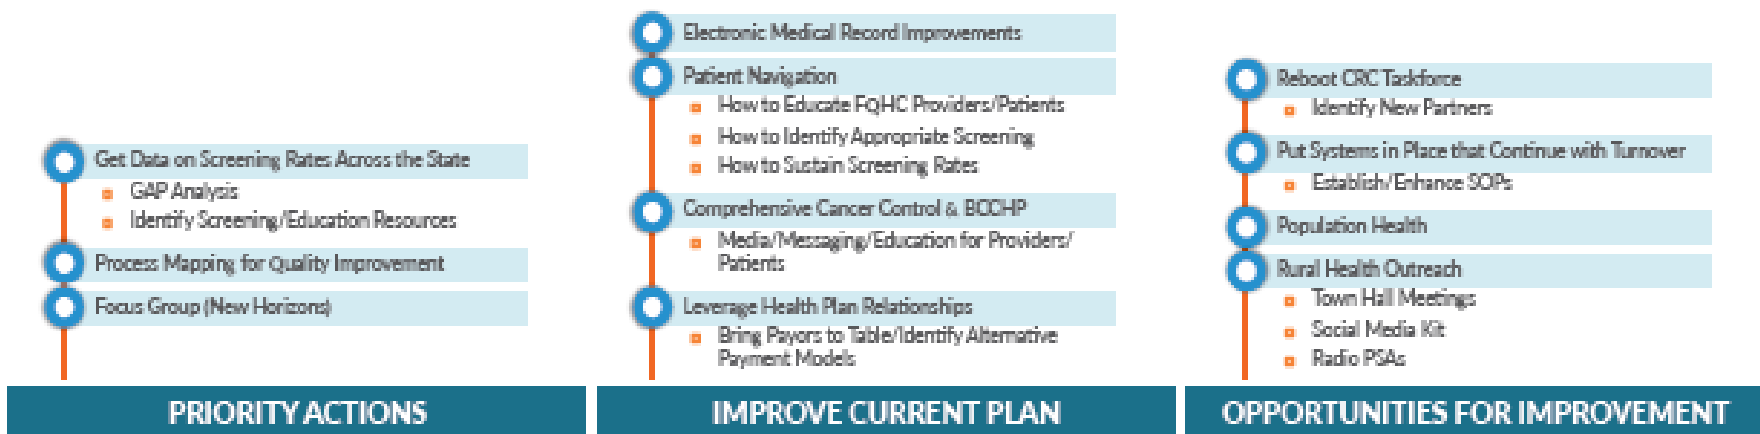 Get Data on Screening Rates Across the State
GAP Analysis
Identify Screening/Education Resources
Process Mapping for Quality Improvement
Focus Group (New Horizons)
PRIORITY ACTIONS
Electronic Medical Record Improvements
Patient Navigation
How to Educate FQHC Providers/Patients
How to Identify Appropriate Screening
How to Sustain Screening Rates
Comprehensive Cancer Control & BCCHP
Media/Messaging/Education for Providers/
Patients
Leverage Health Plan Relationships
Bring Payors to Table/Identify Alternative
Payment Models
IMPROVE CURRENT PLAN
Reboot CRC Taskforce
Identify New Partners
Put Systems in Place that Continue with Turnover
Establish/Enhance SOPs
Population Health
Rural Health Outreach
Town Hall Meetings
Social Media Kit
Radio PSAs
OPPORTUNITIES FOR IMPROVEMENT